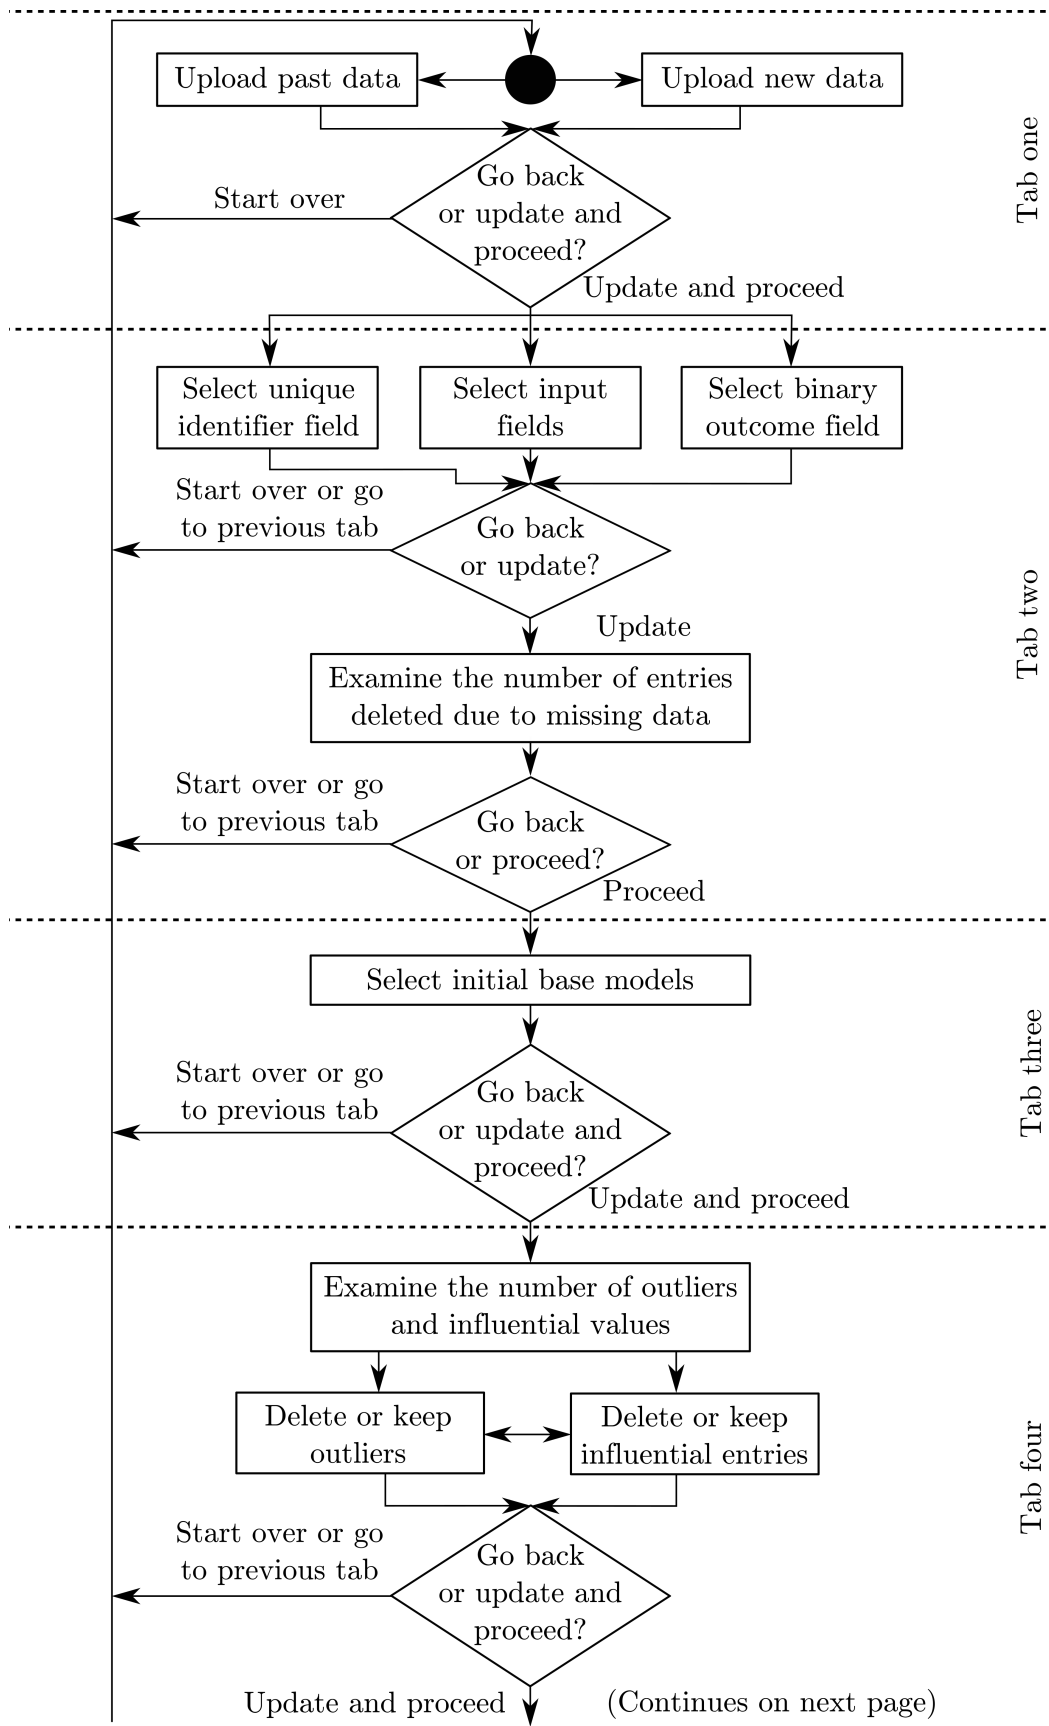 Upload past data
Upload new data
Go back
or update and
proceed?
Start over
Update and proceed
Tab one
Select unique
identifier field
Select input
fields
Select binary
outcome field
Start over or go
to previous tab
Go back
or update?
Update
Examine the number of entries
deleted due to missing data
Start over or go
to previous tab
Go back
or proceed?
Proceed
Tab two
Select initial base models
Start over or go
to previous tab
Go back
or update and
proceed?
Update and proceed
Tab three
Examine the number of outliers
and influential values
Delete or keep
outliers
Delete or keep
influential entries
Start over or go
to previous tab
Go back
or update and
proceed?
Update and proceed
(Continues on next page)
Tab four